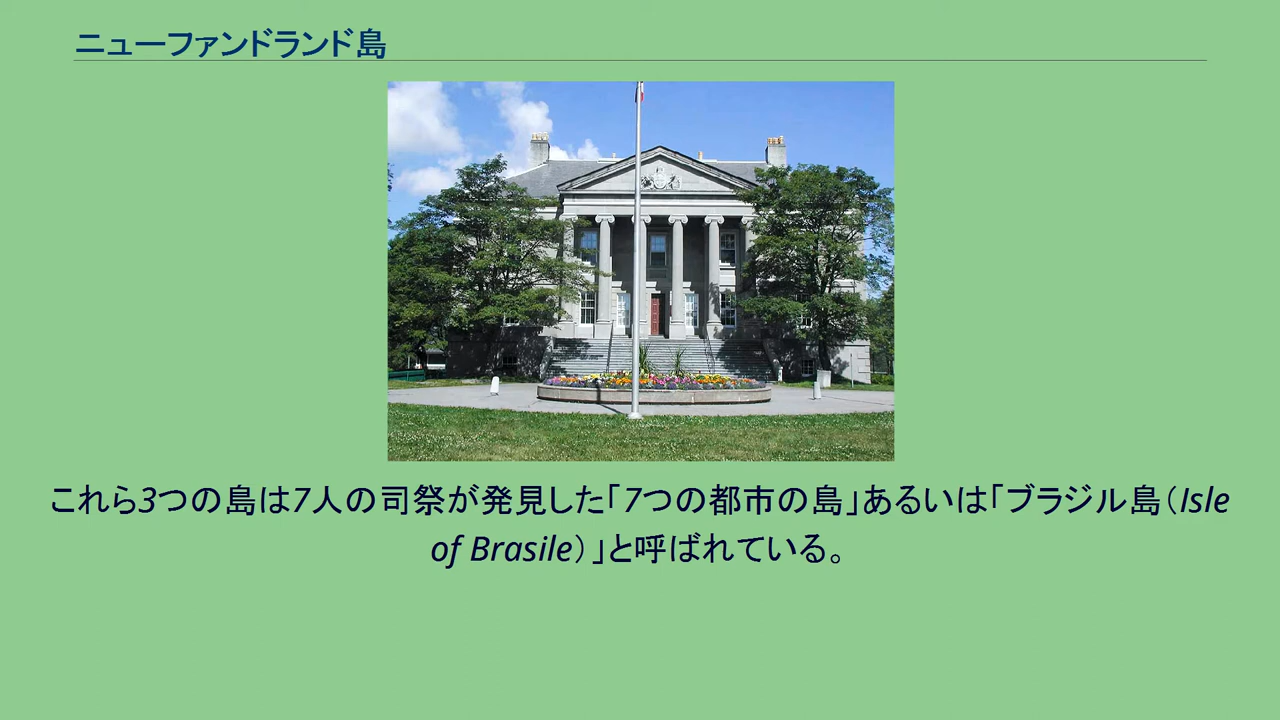 ニューファンドランド島
これら3つの島は7人の司祭が発見した「7つの都市の島」あるいは「ブラジル島（Isle
of Brasile）」と呼ばれている。